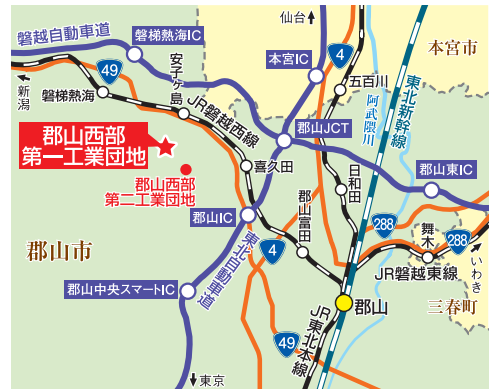 仙台
磐越自動車道
磐梯熱海IC
安子ヶ島
本宮IC
4
本宮市
49
新潟
磐梯熱海
五百川
阿武隈川
東北新幹線
JR磐越西線
郡山JCT
郡山西部
第一工業団地
喜久田
日和田
郡山東IC
郡山西部
第二工業団地
郡山IC
郡山富田
288
舞木
288
郡山市
東北自動車道
4
JR磐越東線
いわき
郡山中央スマートIC
郡山
三春町
JR東北本線
49
東京